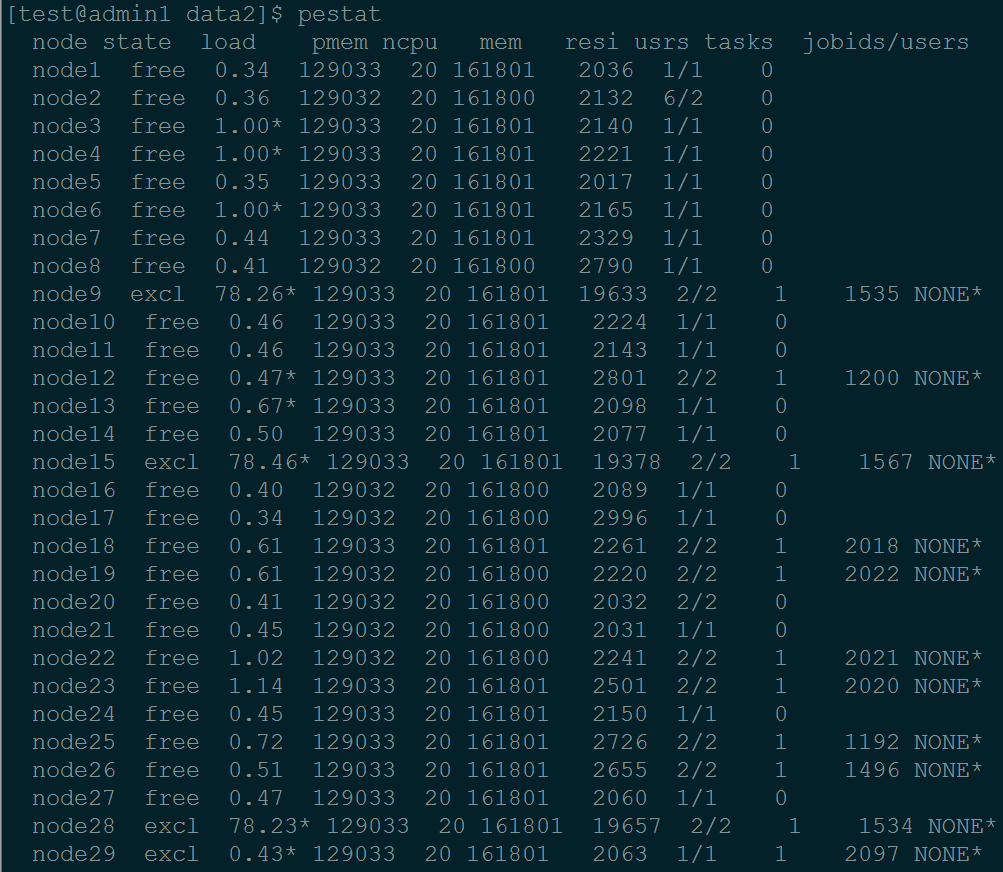 [test@admin1 data2]$ pestat
  node state  load    pmem ncpu   mem   resi usrs tasks  jobids/users
  node1  free  0.34  129033  20 161801   2036  1/1    0
  node2  free  0.36  129032  20 161800   2132  6/2    0
  node3  free  1.00* 129033  20 161801   2140  1/1    0
  node4  free  1.00* 129033  20 161801   2221  1/1    0
  node5  free  0.35  129033  20 161801   2017  1/1    0
  node6  free  1.00* 129033  20 161801   2165  1/1    0
  node7  free  0.44  129033  20 161801   2329  1/1    0
  node8  free  0.41  129032  20 161800   2790  1/1    0
  node9  excl  78.26* 129033  20 161801  19633  2/2    1    1535 NONE*
  node10  free  0.46  129033  20 161801   2224  1/1    0
  node11  free  0.46  129033  20 161801   2143  1/1    0
  node12  free  0.47* 129033  20 161801   2801  2/2    1    1200 NONE*
  node13  free  0.67* 129033  20 161801   2098  1/1    0
  node14  free  0.50  129033  20 161801   2077  1/1    0
  node15  excl  78.46* 129033  20 161801  19378  2/2    1    1567 NONE*
  node16  free  0.40  129032  20 161800   2089  1/1    0
  node17  free  0.34  129032  20 161800   2996  1/1    0
  node18  free  0.61  129033  20 161801   2261  2/2    1    2018 NONE*
  node19  free  0.61  129032  20 161800   2220  2/2    1    2022 NONE*
  node20  free  0.41  129032  20 161800   2032  2/2    0
  node21  free  0.45  129032  20 161800   2031  1/1    0
  node22  free  1.02  129032  20 161800   2241  2/2    1    2021 NONE*
  node23  free  1.14  129033  20 161801   2501  2/2    1    2020 NONE*
  node24  free  0.45  129033  20 161801   2150  1/1    0
  node25  free  0.72  129033  20 161801   2726  2/2    1    1192 NONE*
  node26  free  0.51  129033  20 161801   2655  2/2    1    1496 NONE*
  node27  free  0.47  129033  20 161801   2060  1/1    0
  node28  excl  78.23* 129033  20 161801  19657  2/2    1    1534 NONE*
  node29  excl  0.43* 129033  20 161801   2063  1/1    1    2097 NONE*